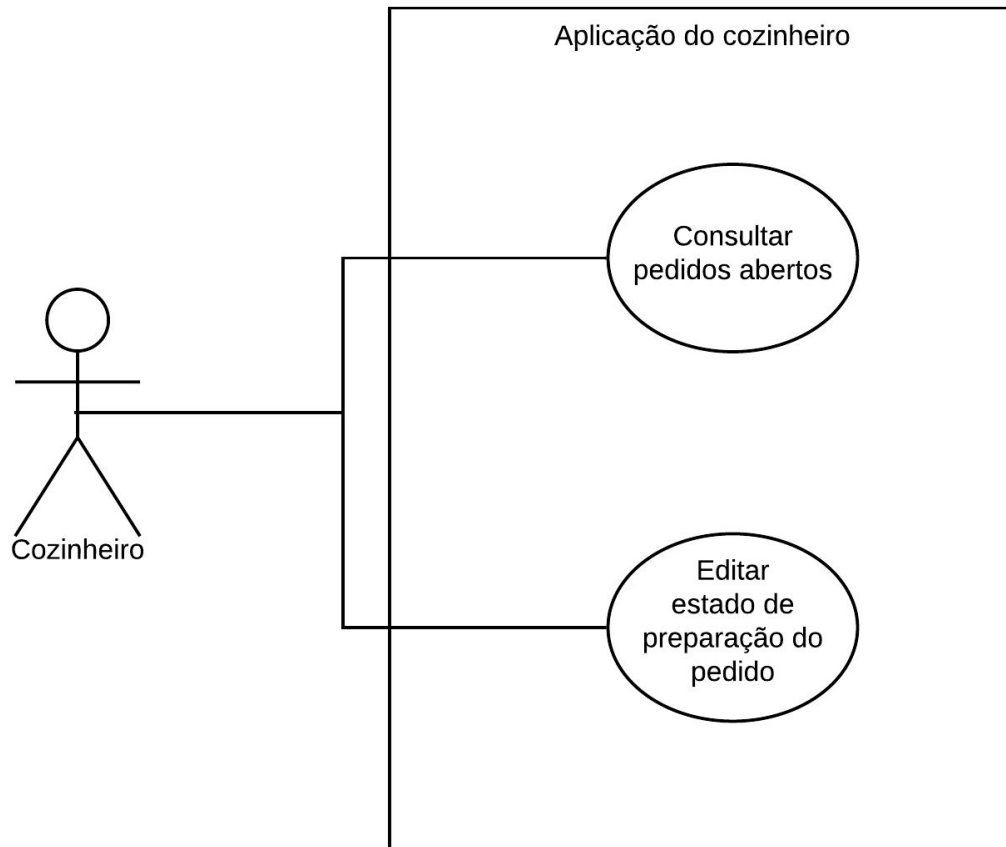 Aplicação do cozinheiro
Consultar
pedidos abertos
Cozinheiro
Editar
estado de
preparação do
pedido